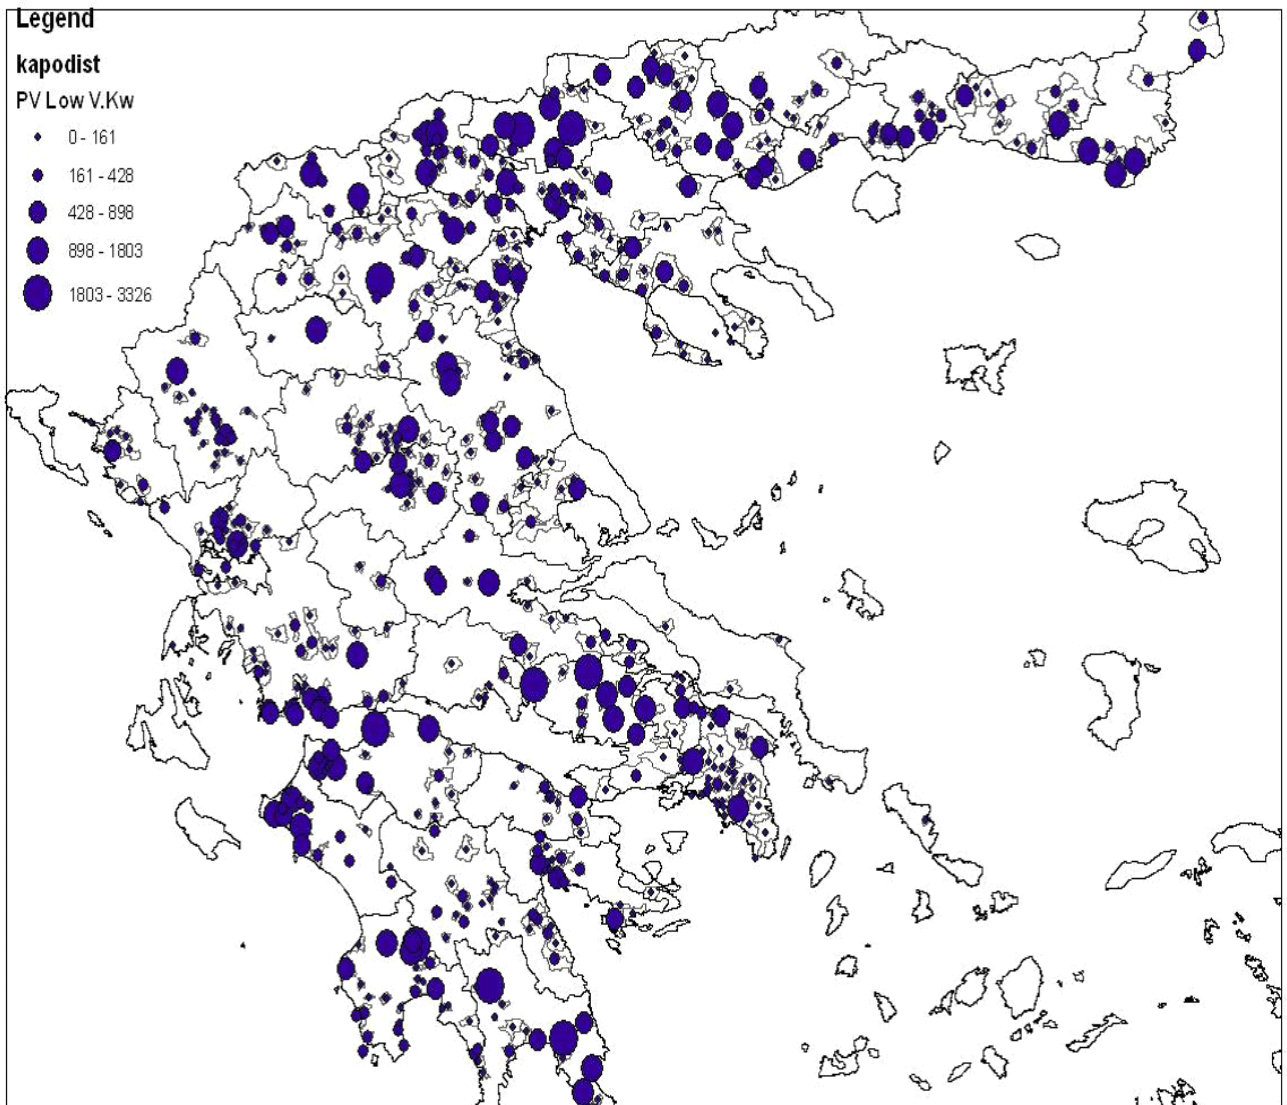 Legend
kapodist
PV Low V.Kw
0 - 161
161 - 428
428 - 898
898 - 1803
1803 - 3326